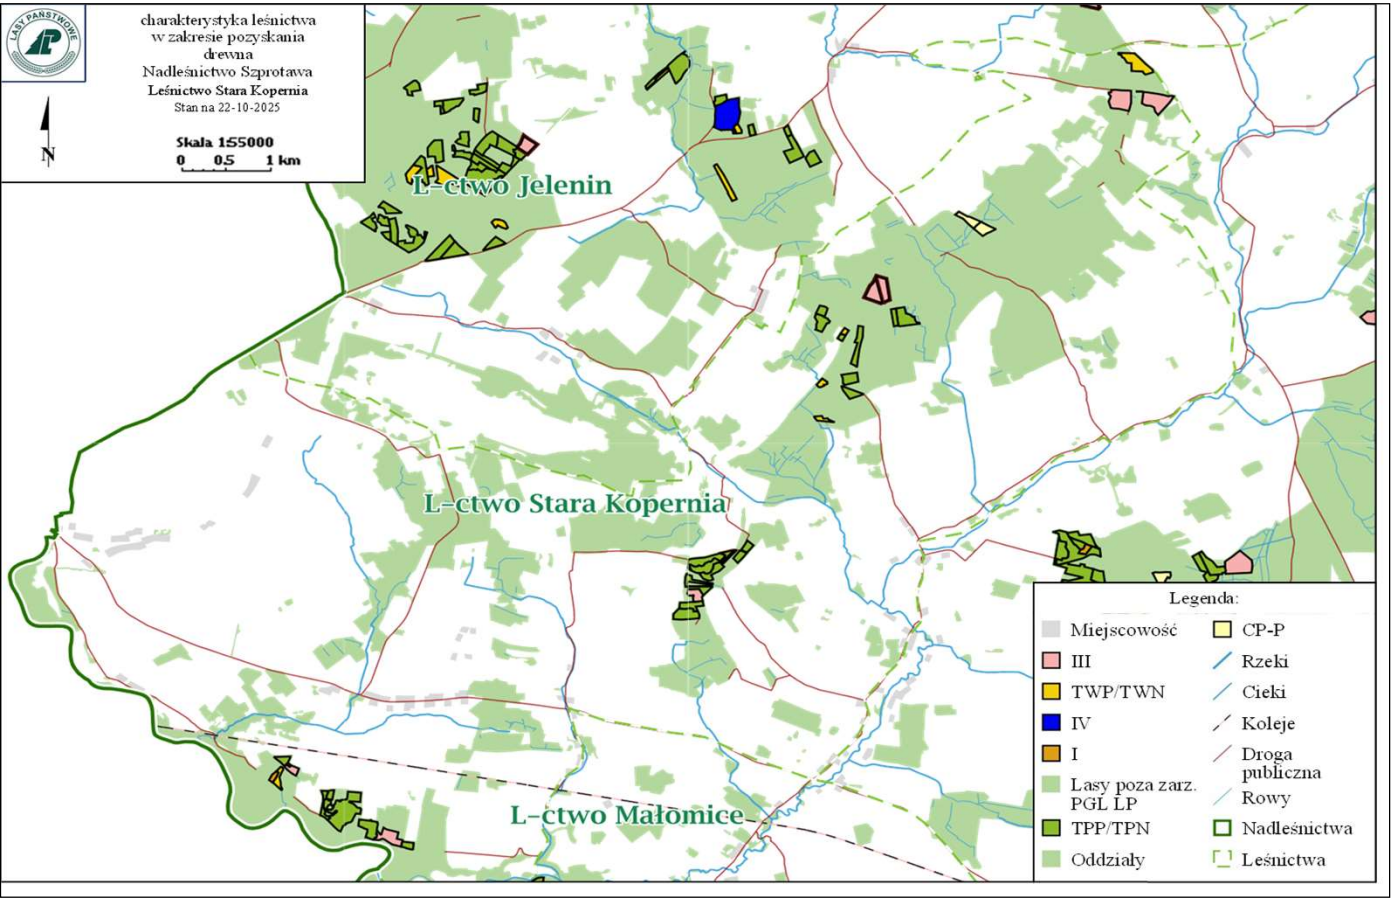 LASY PAŃSTWOWE
charakterystyka leśnictwa
w zakresie pozyskania
drewna
Nadleśnictwo Szprotawa
Leśnictwo Stara Kopernia
Stan na 22-10-2025
Skala 1:55000
0 0.5 1 km
N
L-ctwo Jelenin
L-ctwo Stara Kopernia
L-ctwo Małomice
Legenda:
Miejscowość
III
TWP/TWN
IV
I
Lasy poza zarz.
PGL LP
TPP/TPN
Oddziały
CP-P
Rzeki
Cieki
Koleje
Droga
publiczna
Rowy
Nadleśnictwa
Leśnictwa